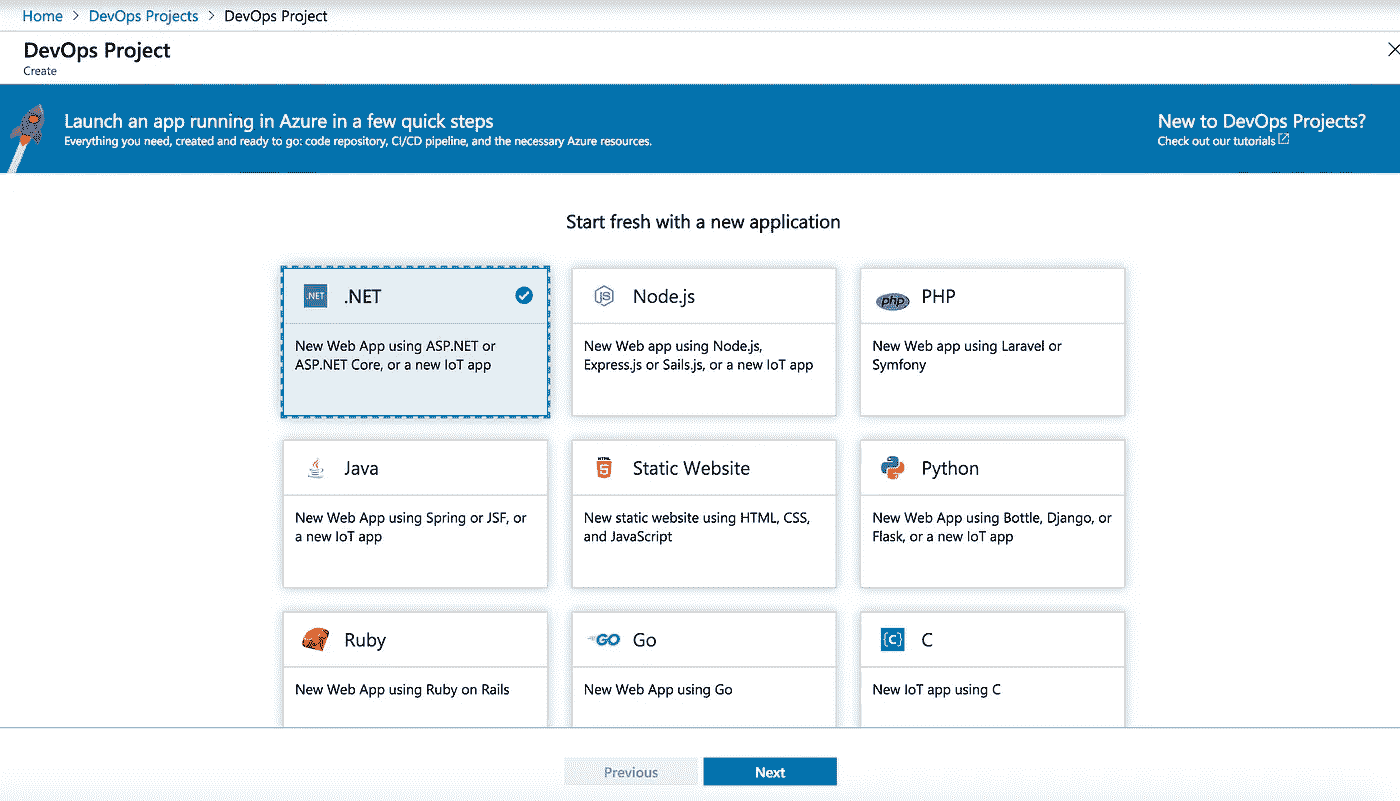 Home > DevOps Projects > DevOps Project
DevOps Project
Create
Launch an app running in Azure in a few quick steps
Everything you need, created and ready to go: code repository, CI/CD pipeline, and the necessary Azure resources.
New to DevOps Projects?
Check out our tutorials
Start fresh with a new application
.NET
.NET
New Web App using ASP.NET or
ASP.NET Core, or a new IoT app
JS
Node.js
New Web app using Node.js,
Express.js or Sails.js, or a new IoT app
php
PHP
New Web app using Laravel or
Symfony
Java
New Web App using Spring or JSF, or
a new IoT app
HTML
5
Static Website
New static website using HTML, CSS,
and JavaScript
Python
New Web App using Bottle, Django, or
Flask, or a new IoT app
Ruby
New Web App using Ruby on Rails
GO
Go
New Web App using Go
{C}
C
New IoT app using C
Previous
Next